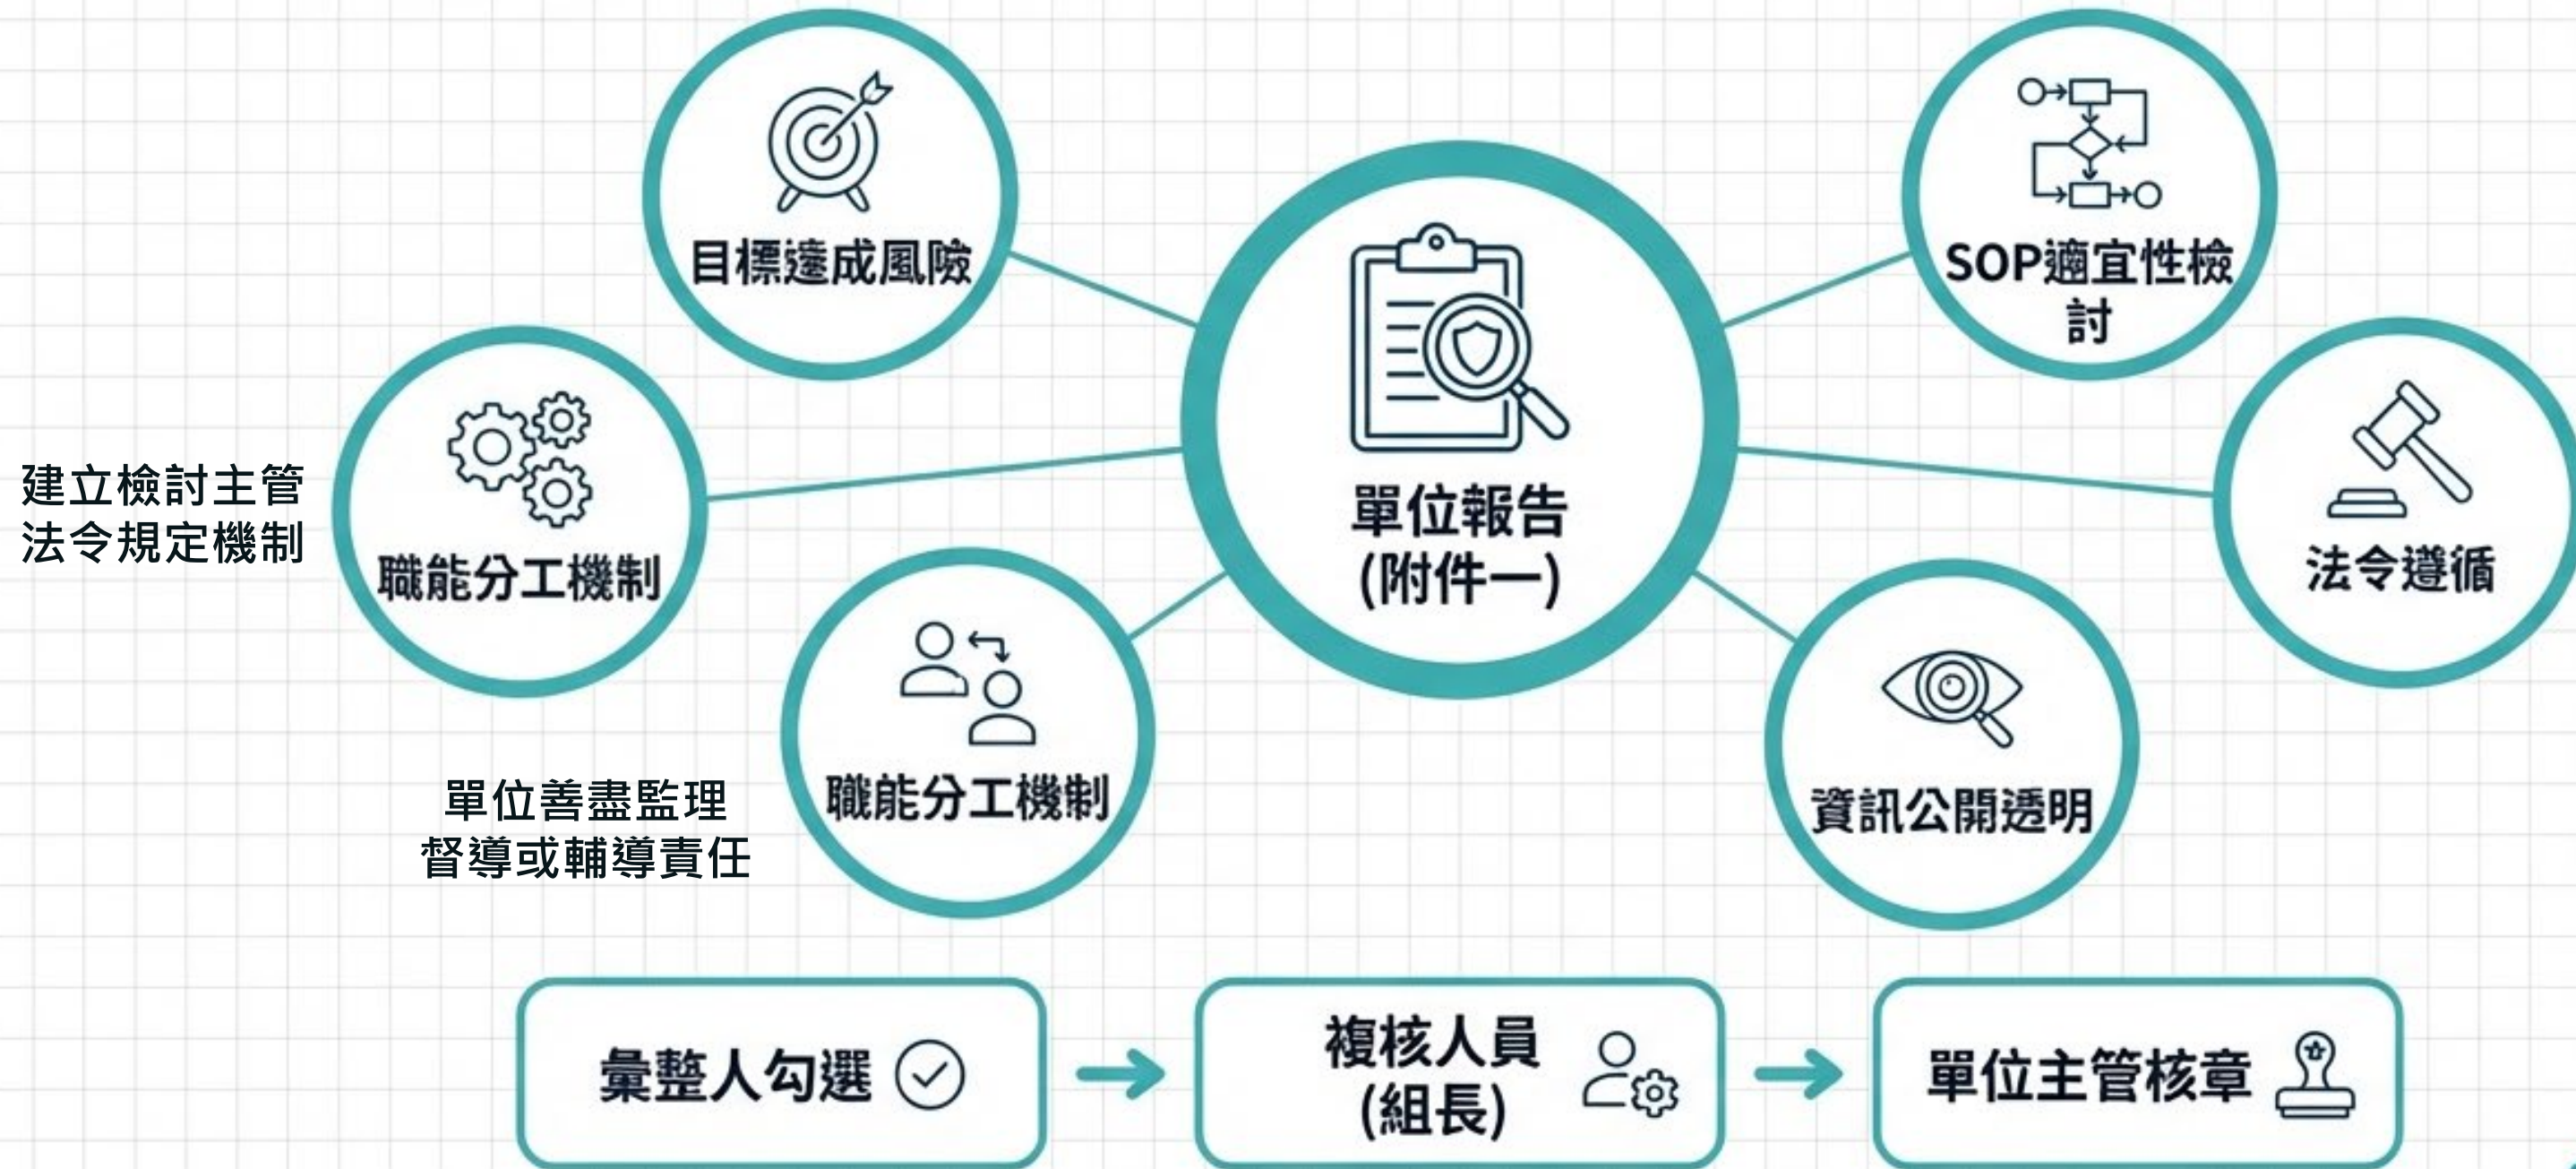 目標達成風險
SOP適宜性檢
討
建立檢討主管
法令規定機制
職能分工機制
單位報告
(附件一)
法令遵循
單位善盡監理
督導或輔導責任
職能分工機制
資訊公開透明
彙整人勾選
複核人員
(組長)
單位主管核章